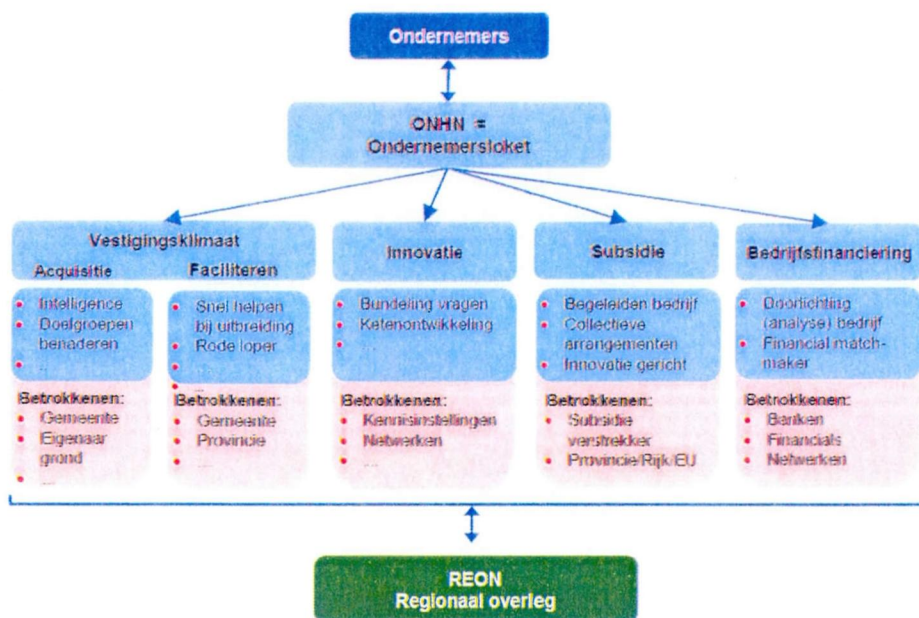 Ondernemers
ONHN =
Ondernemersloket
Vestigingsklimaat
Acquisitie
Faciliteren
• Intelligence
• Doelgroepen
benaderen
• ...
• Snel helpen
bij uitbreiding
• Rode loper
• ...
• ...
Betrokkenen:
• Gemeente
• Eigenaar
grond
• ...
Betrokkenen:
• Gemeente
• Provincie
• ...
Innovatie
• Bundeling vragen
• Ketenontwikkeling
• ...
Betrokkenen:
• Kennisinstellingen
• Netwerken
• ...
Subsidie
• Begeleiden bedrijf
• Collectieve
arrangementen
• Innovatie gericht
Betrokkenen:
• Subsidie
verstrekker
• Provincie/Rijk/EU
Bedrijfsfinanciering
• Doorlichting
(analyse) bedrijf
• Financial match-
maker
Betrokkenen:
• Banken
• Financials
• Netwerken
REON
Regionaal overleg